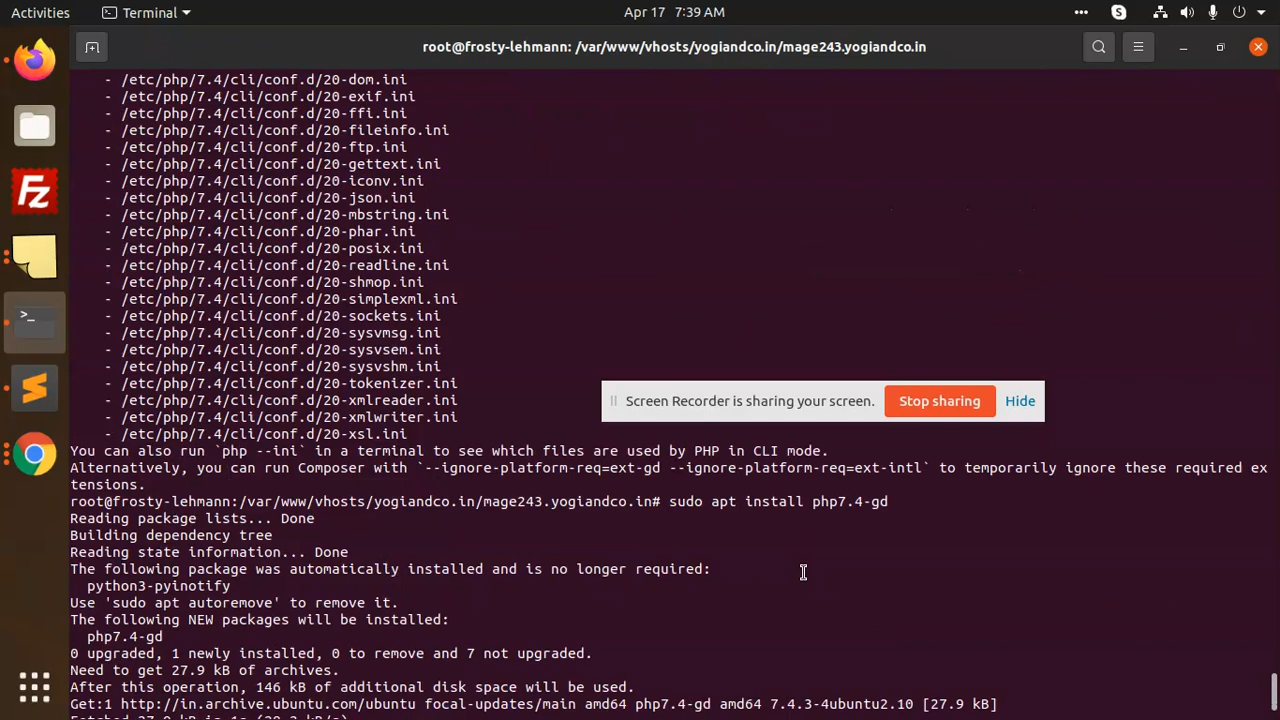 Activities
Terminal
Apr 17 7:39 AM
root@frosty-lehmann: /var/www/vhosts/yogiandco.in/mage243.yogiandco.in
- /etc/php/7.4/cli/conf.d/20-dom.ini
- /etc/php/7.4/cli/conf.d/20-exif.ini
- /etc/php/7.4/cli/conf.d/20-ffi.ini
- /etc/php/7.4/cli/conf.d/20-fileinfo.ini
- /etc/php/7.4/cli/conf.d/20-ftp.ini
- /etc/php/7.4/cli/conf.d/20-gettext.ini
- /etc/php/7.4/cli/conf.d/20-iconv.ini
- /etc/php/7.4/cli/conf.d/20-json.ini
- /etc/php/7.4/cli/conf.d/20-mbstring.ini
- /etc/php/7.4/cli/conf.d/20-phar.ini
- /etc/php/7.4/cli/conf.d/20-posix.ini
- /etc/php/7.4/cli/conf.d/20-readline.ini
- /etc/php/7.4/cli/conf.d/20-shmop.ini
- /etc/php/7.4/cli/conf.d/20-simplexml.ini
- /etc/php/7.4/cli/conf.d/20-sockets.ini
- /etc/php/7.4/cli/conf.d/20-sysvmsg.ini
- /etc/php/7.4/cli/conf.d/20-sysvsem.ini
- /etc/php/7.4/cli/conf.d/20-sysvshm.ini
- /etc/php/7.4/cli/conf.d/20-tokenizer.ini
- /etc/php/7.4/cli/conf.d/20-xmlreader.ini
Screen Recorder is sharing your screen. Stop sharing Hide
- /etc/php/7.4/cli/conf.d/20-xmlwriter.ini
- /etc/php/7.4/cli/conf.d/20-xsl.ini
You can also run `php --ini` in a terminal to see which files are used by PHP in CLI mode.
Alternatively, you can run Composer with `--ignore-platform-req=ext-gd --ignore-platform-req=ext-intl` to temporarily ignore these required ex
tensions.
root@frosty-lehmann:/var/www/vhosts/yogiandco.in/mage243.yogiandco.in# sudo apt install php7.4-gd
Reading package lists... Done
Building dependency tree
Reading state information... Done
The following package was automatically installed and is no longer required:
python3-pyinotify
Use 'sudo apt autoremove' to remove it.
The following NEW packages will be installed:
php7.4-gd
0 upgraded, 1 newly installed, 0 to remove and 7 not upgraded.
Need to get 27.9 kB of archives.
After this operation, 146 kB of additional disk space will be used.
Get:1 http://in.archive.ubuntu.com/ubuntu focal-updates/main amd64 php7.4-gd amd64 7.4.3-4ubuntu2.10 [27.9 kB]